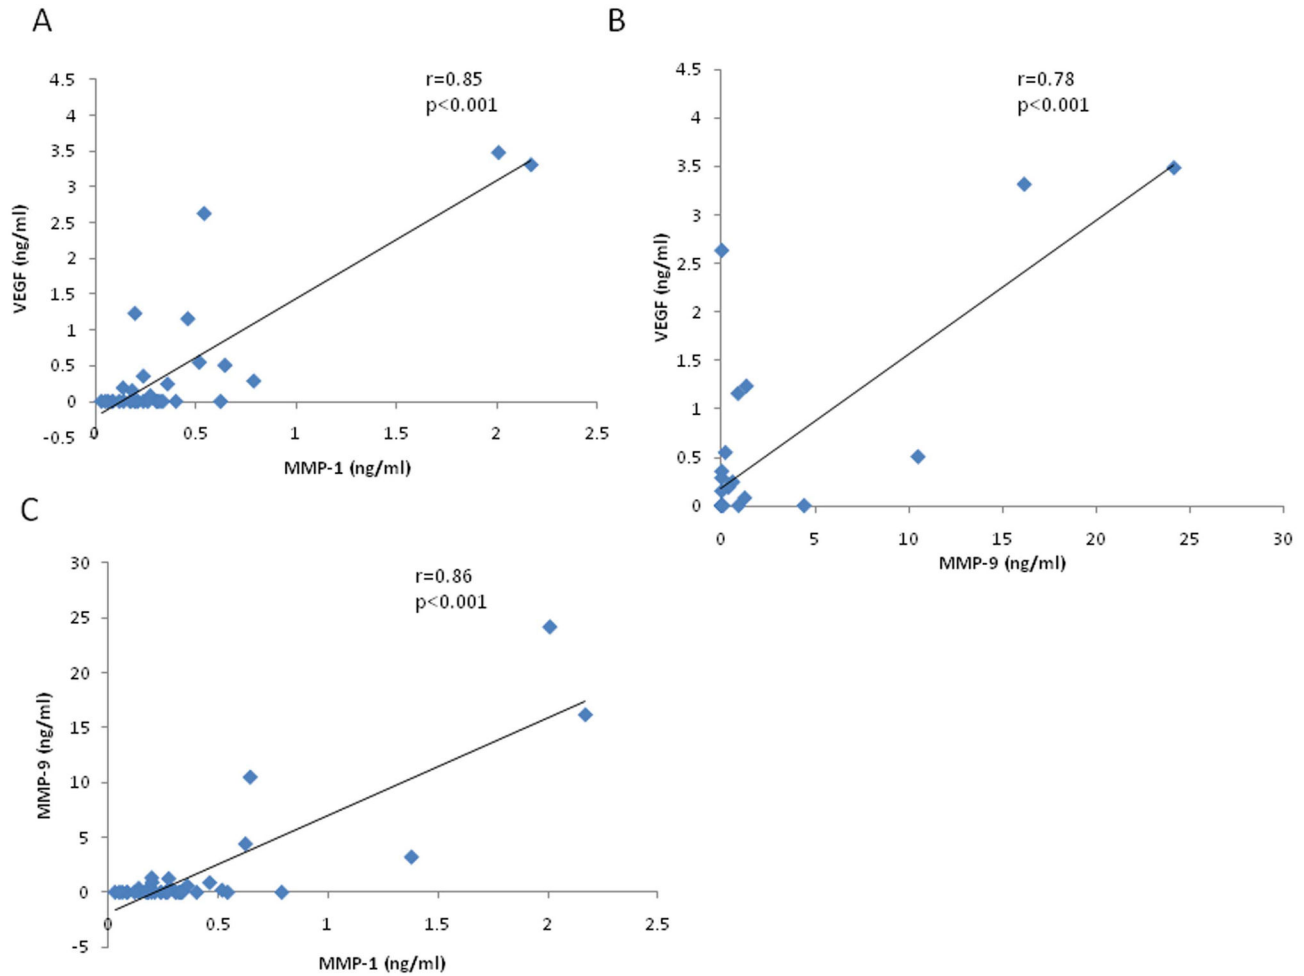 A
r=0.85
p<0.001
4.5
4
3.5
3
2.5
2
1.5
1
0.5
0
-0.5
VEGF (ng/ml)
0 0.5 1 1.5 2 2.5
MMP-1 (ng/ml)
B
r=0.78
p<0.001
4.5
4
3.5
3
2.5
2
1.5
1
0.5
0
VEGF (ng/ml)
0 5 10 15 20 25 30
MMP-9 (ng/ml)
C
r=0.86
p<0.001
30
25
20
15
10
5
0
-5
MMP-9 (ng/ml)
0 0.5 1 1.5 2 2.5
MMP-1 (ng/ml)